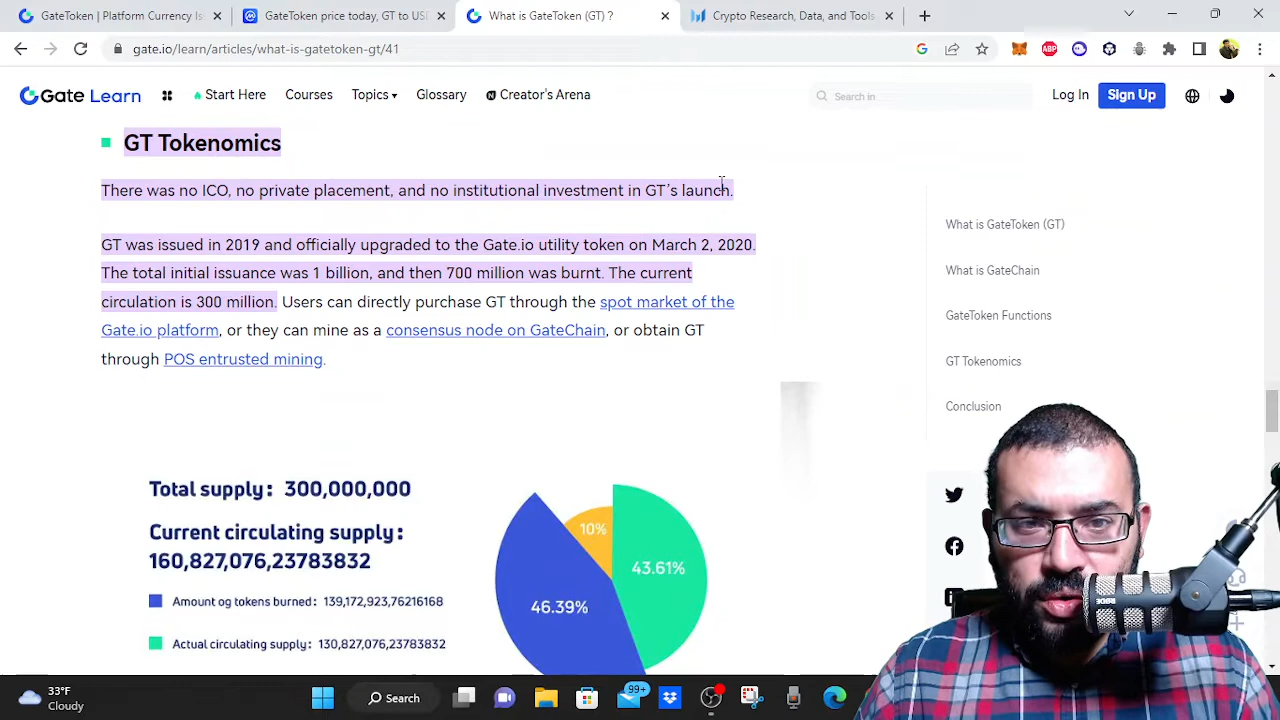 Gate.io | Platform Currency Is
GateToken price today, GT to USD
What is GateToken (GT) ?
Crypto Research, Data, and Tools
gate.io/learn/articles/what-is-gatetoken-gt/41
ABP
Gate Learn
Start Here
Courses
Topics
Glossary
Creator's Arena
Search in
Log In
Sign Up
GT Tokenomics
There was no ICO, no private placement, and no institutional investment in GT's launch.
GT was issued in 2019 and officially upgraded to the Gate.io utility token on March 2, 2020.
The total initial issuance was 1 billion, and then 700 million was burnt. The current
circulation is 300 million. Users can directly purchase GT through the spot market of the
Gate.io platform, or they can mine as a consensus node on GateChain, or obtain GT
through POS entrusted mining.
What is GateToken (GT)
What is GateChain
GateToken Functions
GT Tokenomics
Conclusion
Total supply: 300,000,000
Current circulating supply:
160,827,076,23783832
Amount og tokens burned: 139,172,923,76216168
Actual circulating supply: 130,827,076,23783832
10%
43.61%
46.39%
RODE
33°F
Cloudy
Search
99+